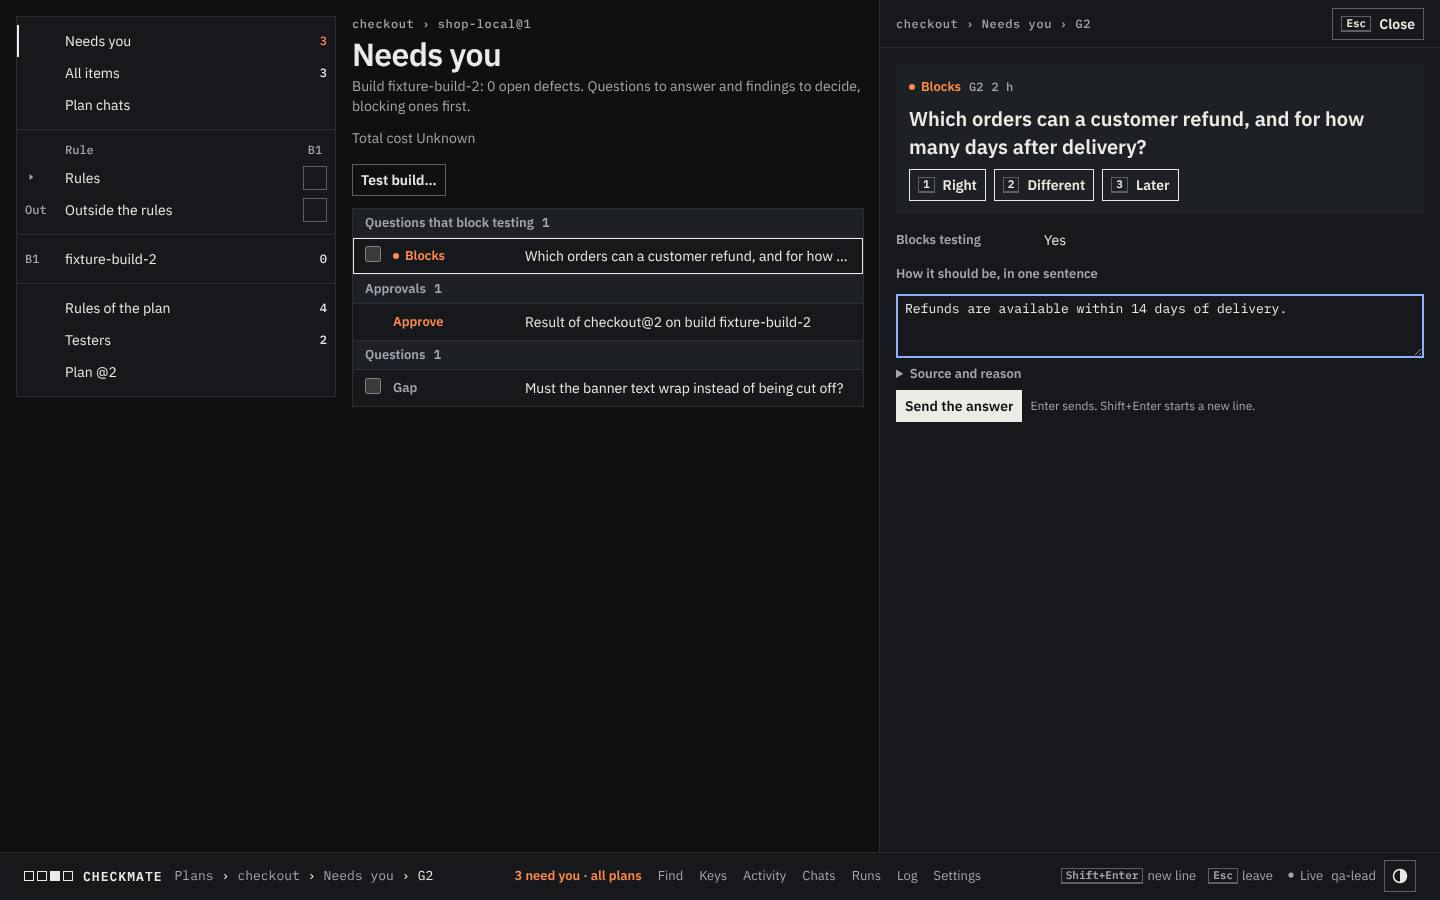 Needs you 3
All items 3
Plan chats
Rule B1
Rules
Out Outside the rules
B1 fixture-build-2 0
Rules of the plan 4
Testers 2
Plan @2
checkout › shop-local@1
Needs you
Build fixture-build-2: 0 open defects. Questions to answer and findings to decide,
blocking ones first.
Total cost Unknown
Test build...
Questions that block testing 1
Blocks Which orders can a customer refund, and for how ...
Approvals 1
Approve Result of checkout@2 on build fixture-build-2
Questions 1
Gap Must the banner text wrap instead of being cut off?
checkout › Needs you › G2
Esc Close
Blocks G2 2 h
Which orders can a customer refund, and for how
many days after delivery?
1 Right 2 Different 3 Later
Blocks testing Yes
How it should be, in one sentence
Refunds are available within 14 days of delivery.
Source and reason
Send the answer Enter sends. Shift+Enter starts a new line.
CHECKMATE Plans › checkout › Needs you › G2
3 need you · all plans Find Keys Activity Chats Runs Log Settings
Shift+Enter new line Esc leave Live qa-lead